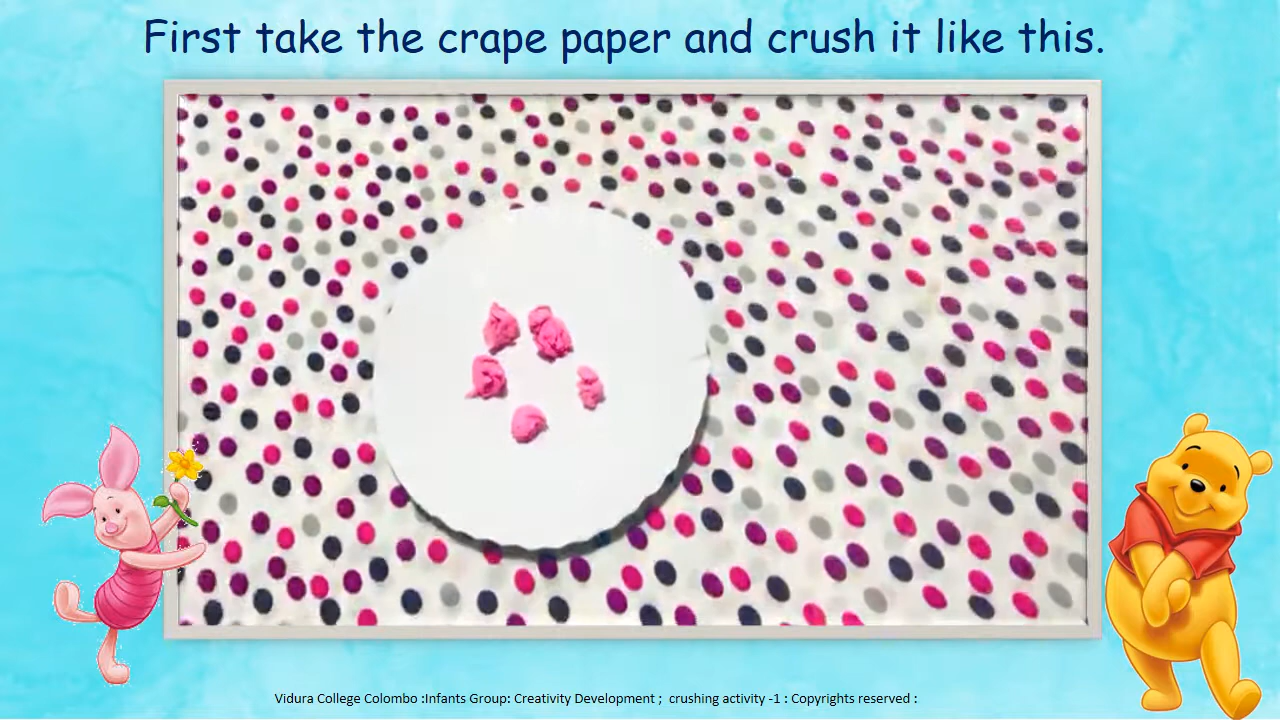 First take the crape paper and crush it like this.
Vidura College Colombo :Infants Group: Creativity Development ;  crushing activity -1 : Copyrights reserved :